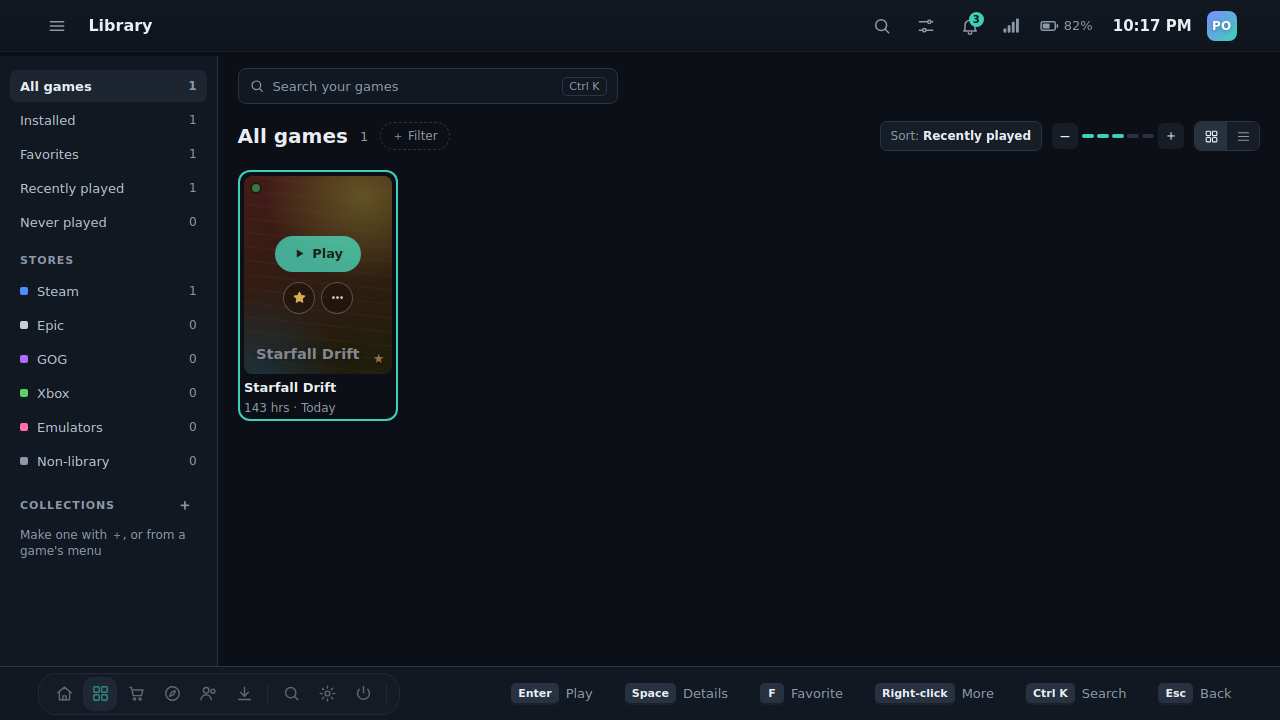 Library
3
82%
10:17 PM
PO
All games 1
Installed 1
Favorites 1
Recently played 1
Never played 0
STORES
Steam 1
Epic 0
GOG 0
Xbox 0
Emulators 0
Non-library 0
COLLECTIONS +
Make one with +, or from a
game's menu
Search your games Ctrl K
All games 1 + Filter
Sort: Recently played
Play
Starfall Drift
Starfall Drift
143 hrs · Today
Enter Play Space Details F Favorite Right-click More Ctrl K Search Esc Back